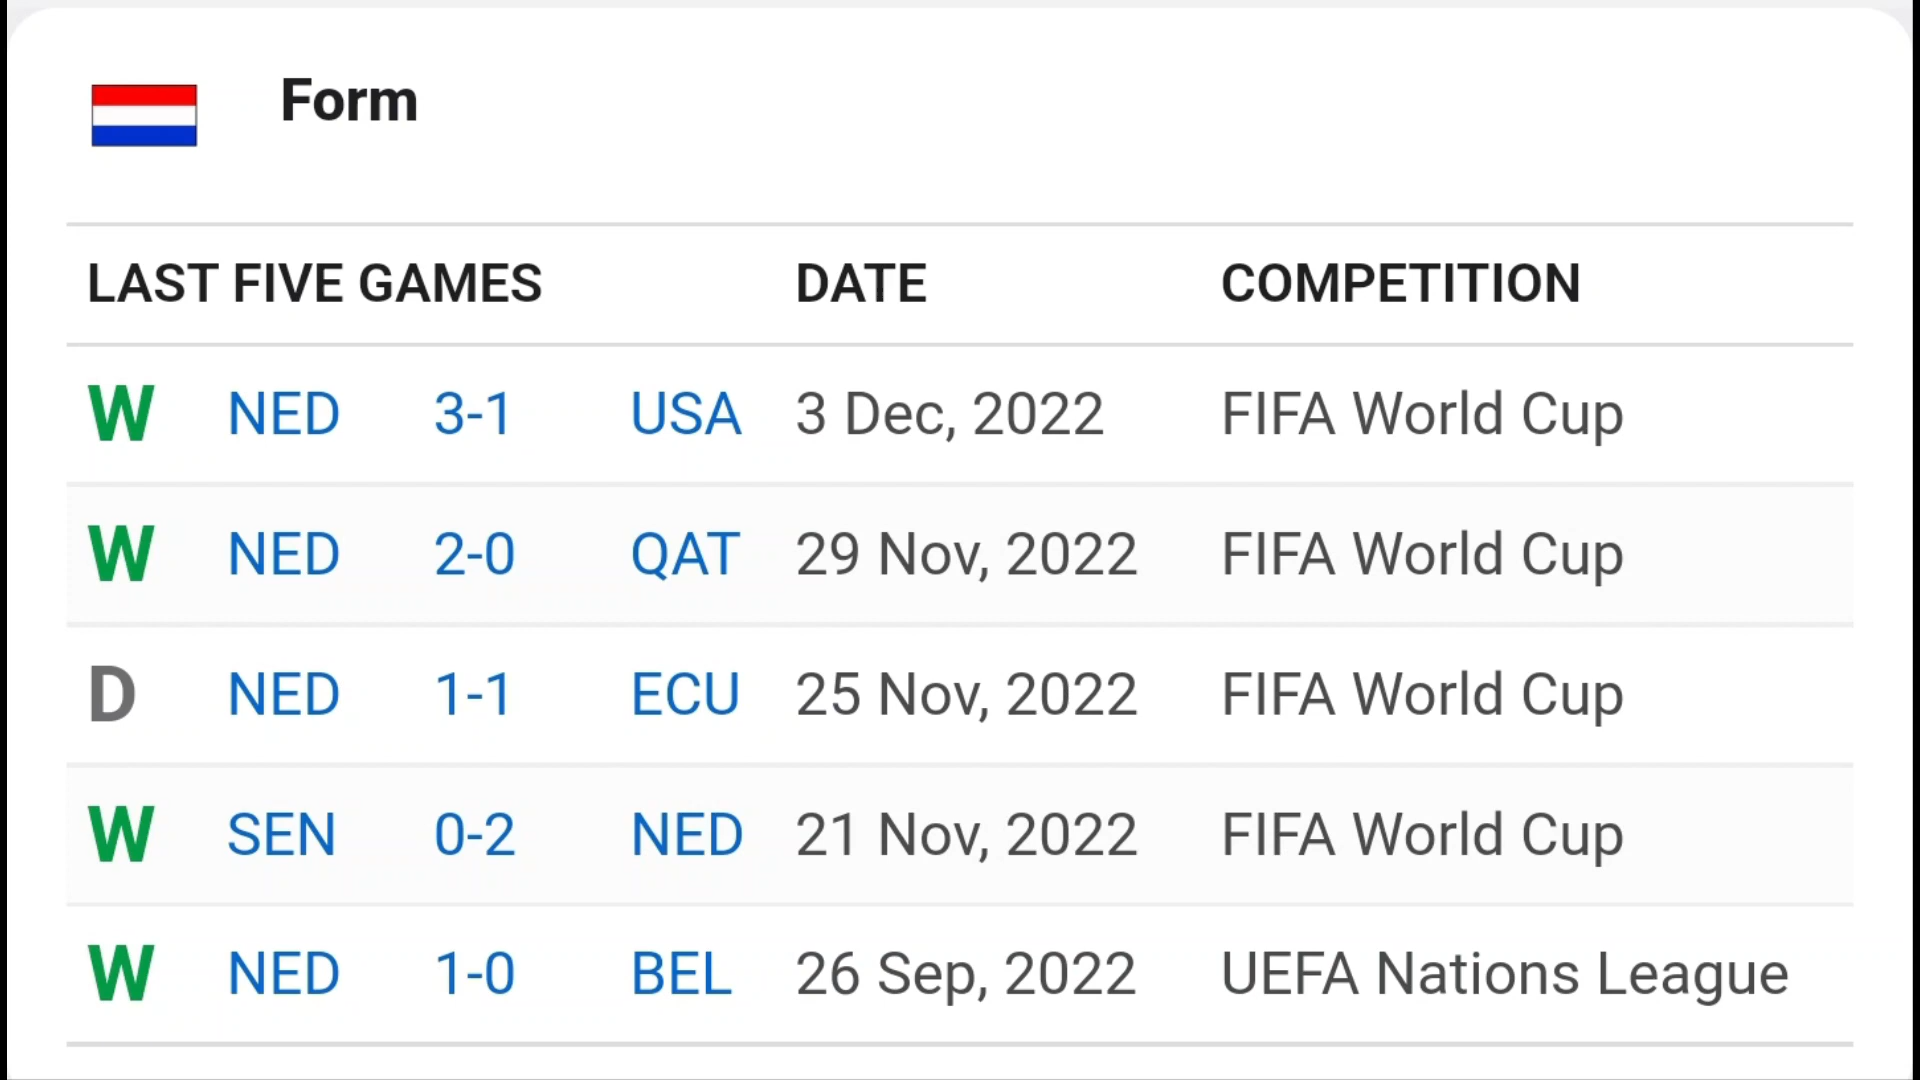 Form
LAST FIVE GAMES DATE COMPETITION
W NED 3-1 USA 3 Dec, 2022 FIFA World Cup
W NED 2-0 QAT 29 Nov, 2022 FIFA World Cup
D NED 1-1 ECU 25 Nov, 2022 FIFA World Cup
W SEN 0-2 NED 21 Nov, 2022 FIFA World Cup
W NED 1-0 BEL 26 Sep, 2022 UEFA Nations League